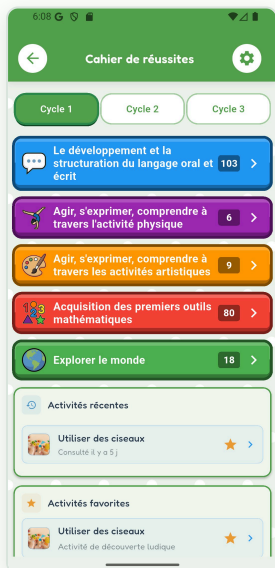 6:08
Cahier de réussites
Cycle 1
Cycle 2
Cycle 3
Le développement et la
structuration du langage oral et
écrit
103
Agir, s'exprimer, comprendre à
travers l'activité physique
6
Agir, s'exprimer, comprendre à
travers les activités artistiques
9
Acquisition des premiers outils
mathématiques
80
Explorer le monde
18
Activités récentes
Utiliser des ciseaux
Consulté il y a 5 j
Activités favorites
Utiliser des ciseaux
Activité de découverte ludique